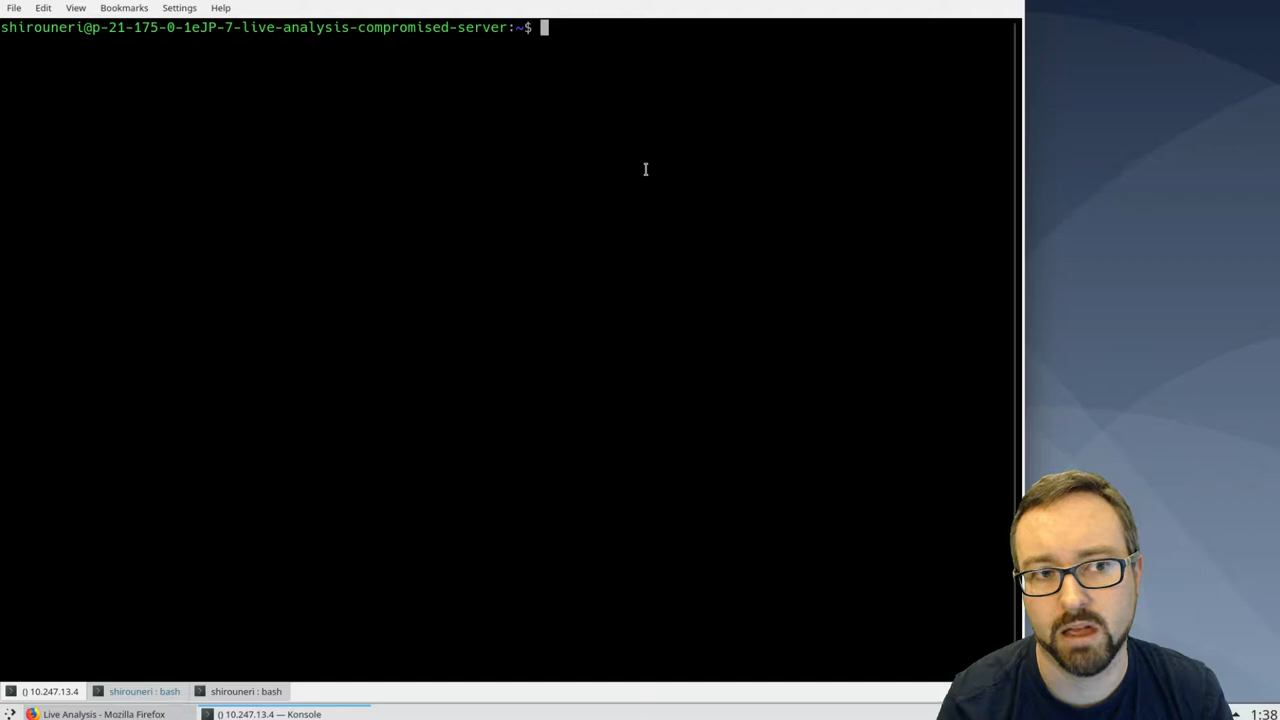 File Edit View Bookmarks Settings Help
shirouneri@p-21-175-0-1eJP-7-live-analysis-compromised-server:~$
() 10.247.13.4 shirouneri : bash shirouneri : bash
Live Analysis - Mozilla Firefox () 10.247.13.4 — Konsole 1:38